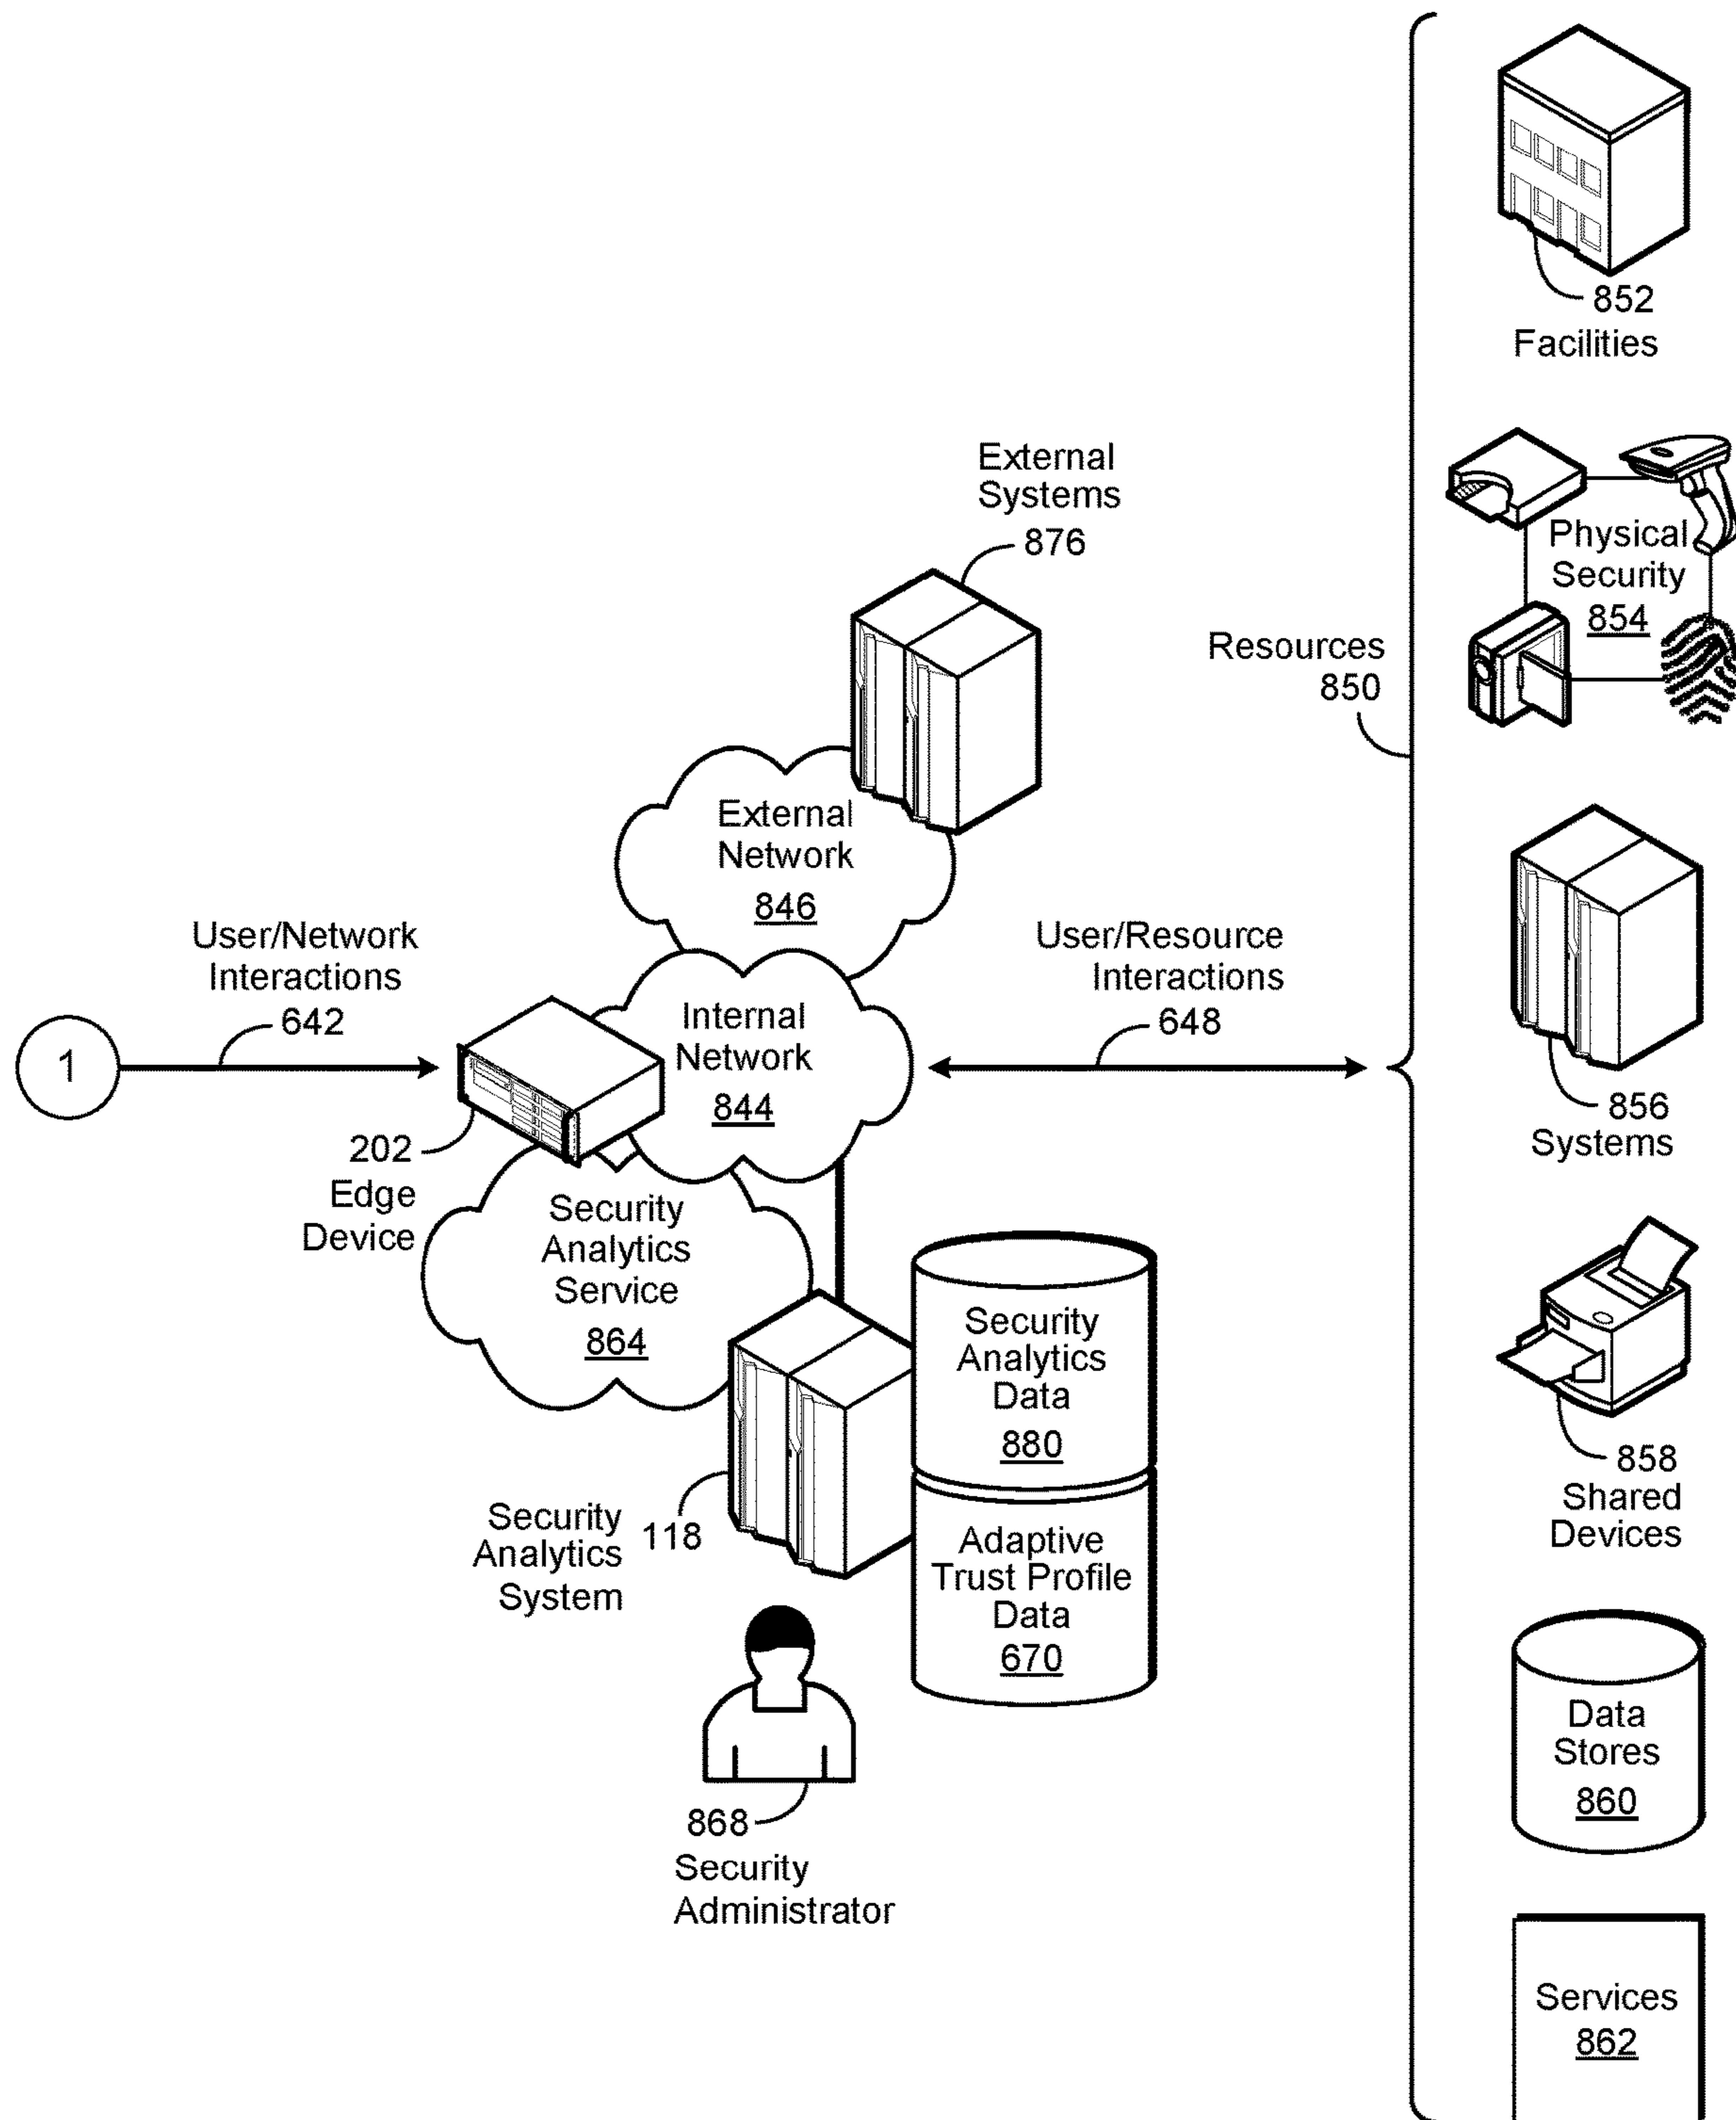 852
Facilities
External
Systems
876
Physical
Security
854
Resources
850
External
Network
846
User/Network
Interactions
642
User/Resource
Interactions
648
1
Internal
Network
844
856
Systems
202
Edge
Device
Security
Analytics
Service
864
Security
Analytics
Data
880
858
Shared
Devices
Security
Analytics
System
118
Adaptive
Trust Profile
Data
670
Data
Stores
860
868
Security
Administrator
Services
862